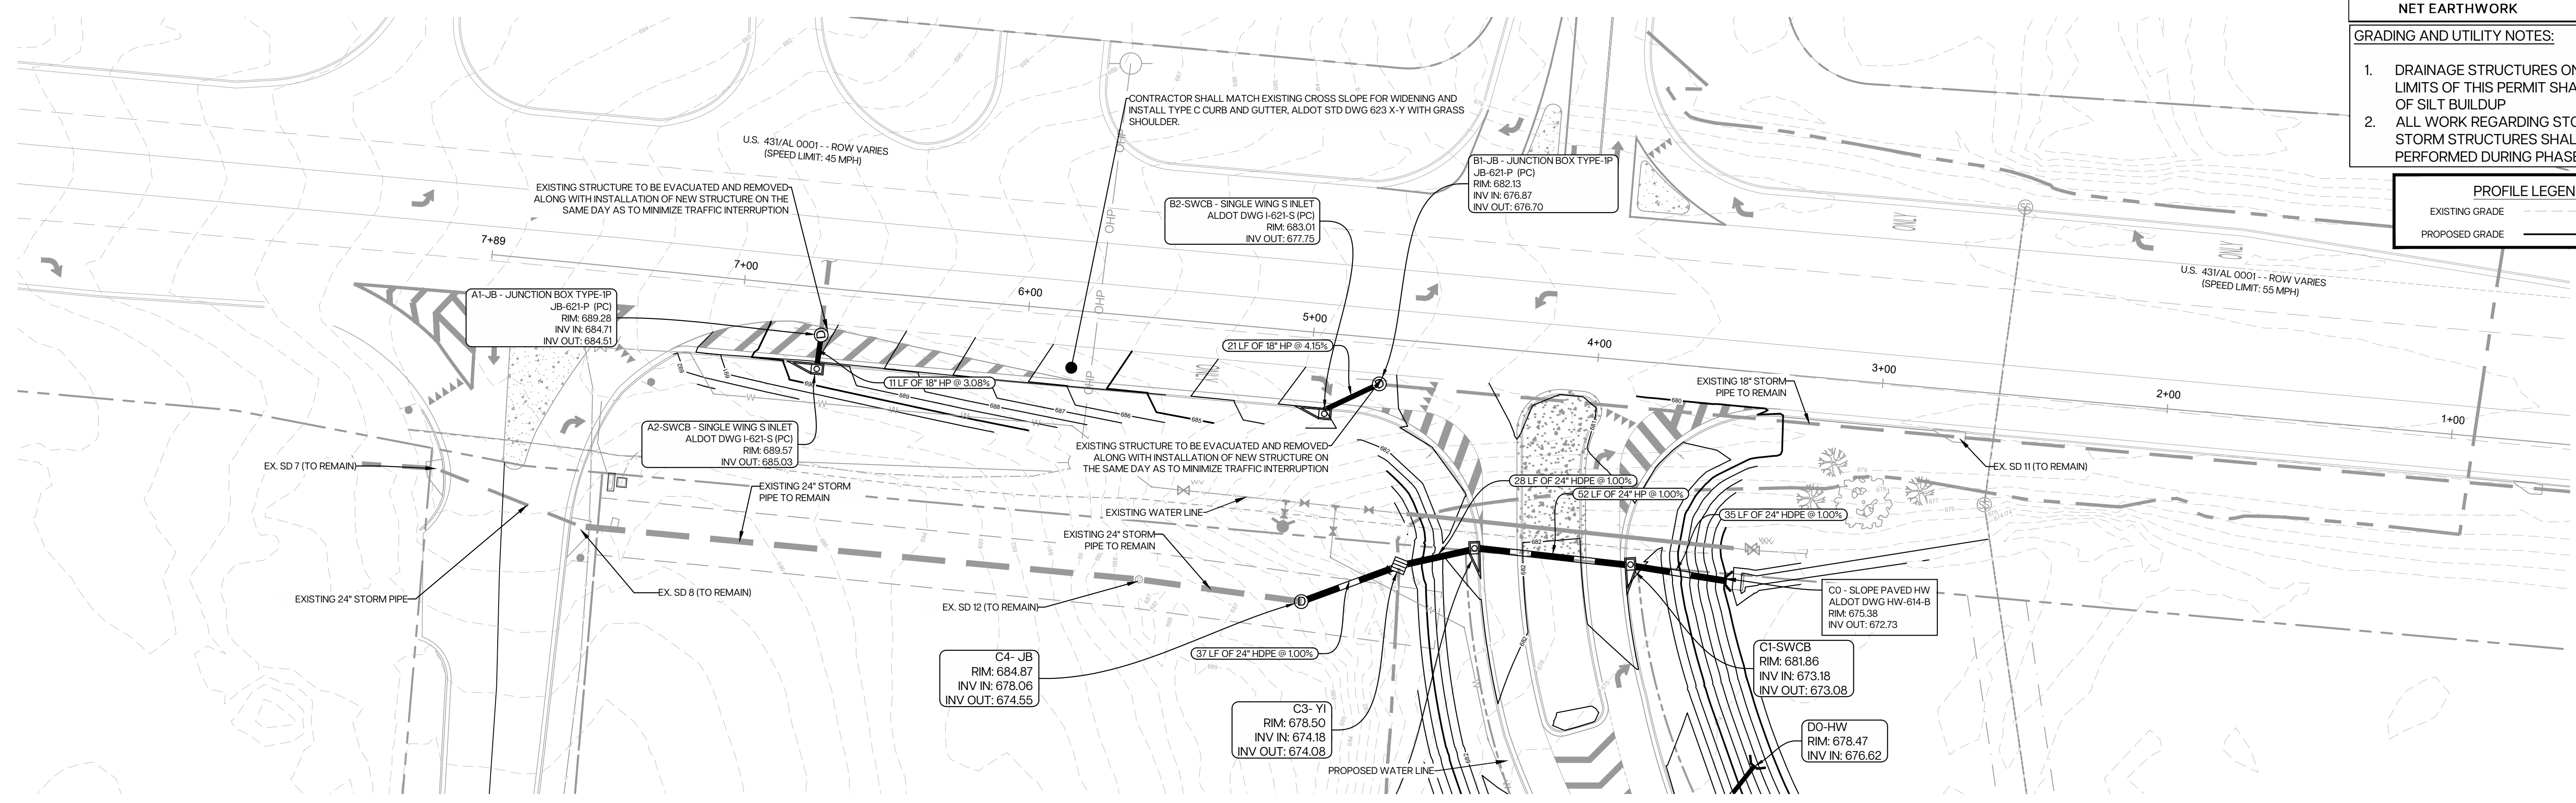 NET EARTHWORK
GRADING AND UTILITY NOTES:
1. DRAINAGE STRUCTURES ON
LIMITS OF THIS PERMIT SHA
OF SILT BUILDUP
2. ALL WORK REGARDING STO
STORM STRUCTURES SHAL
PERFORMED DURING PHASE
PROFILE LEGEN
EXISTING GRADE
PROPOSED GRADE
CONTRACTOR SHALL MATCH EXISTING CROSS SLOPE FOR WIDENING AND
INSTALL TYPE C CURB AND GUTTER, ALDOT STD DWG 623 X-Y WITH GRASS
SHOULDER.
U.S. 431/AL 0001 - - ROW VARIES
(SPEED LIMIT: 45 MPH)
EXISTING STRUCTURE TO BE EVACUATED AND REMOVED
ALONG WITH INSTALLATION OF NEW STRUCTURE ON THE
SAME DAY AS TO MINIMIZE TRAFFIC INTERRUPTION
B1-JB - JUNCTION BOX TYPE-1P
JB-621-P (PC)
RIM: 682.13
INV IN: 676.87
INV OUT: 676.70
B2-SWCB - SINGLE WING S INLET
ALDOT DWG I-621-S (PC)
RIM: 683.01
INV OUT: 677.75
OHP
OHP
OHP
OHP
ONLY
ONLY
U.S. 431/AL 0001 - - ROW VARIES
(SPEED LIMIT: 55 MPH)
7+89
7+00
6+00
5+00
4+00
3+00
2+00
1+00
A1-JB - JUNCTION BOX TYPE-1P
JB-621-P (PC)
RIM: 689.28
INV IN: 684.71
INV OUT: 684.51
21 LF OF 18" HP @ 4.15%
11 LF OF 18" HP @ 3.08%
EXISTING 18" STORM
PIPE TO REMAIN
A2-SWCB - SINGLE WING S INLET
ALDOT DWG I-621-S (PC)
RIM: 689.57
INV OUT: 685.03
EXISTING STRUCTURE TO BE EVACUATED AND REMOVED
ALONG WITH INSTALLATION OF NEW STRUCTURE ON
THE SAME DAY AS TO MINIMIZE TRAFFIC INTERRUPTION
EX. SD 7 (TO REMAIN)
EX. SD 11 (TO REMAIN)
EXISTING 24" STORM
PIPE TO REMAIN
28 LF OF 24" HDPE @ 1.00%
52 LF OF 24" HP @ 1.00%
35 LF OF 24" HDPE @ 1.00%
EXISTING WATER LINE
EXISTING 24" STORM
PIPE TO REMAIN
EXISTING 24" STORM PIPE
EX. SD 8 (TO REMAIN)
EX. SD 12 (TO REMAIN)
C0 - SLOPE PAVED HW
ALDOT DWG HW-614-B
RIM: 675.38
INV OUT: 672.73
37 LF OF 24" HDPE @ 1.00%
C4- JB
RIM: 684.87
INV IN: 678.06
INV OUT: 674.55
C1-SWCB
RIM: 681.86
INV IN: 673.18
INV OUT: 673.08
C3- YI
RIM: 678.50
INV IN: 674.18
INV OUT: 674.08
D0-HW
RIM: 678.47
INV IN: 676.62
PROPOSED WATER LINE
692
691
690
689
688
687
686
685
682
680
681
682
682
682
682